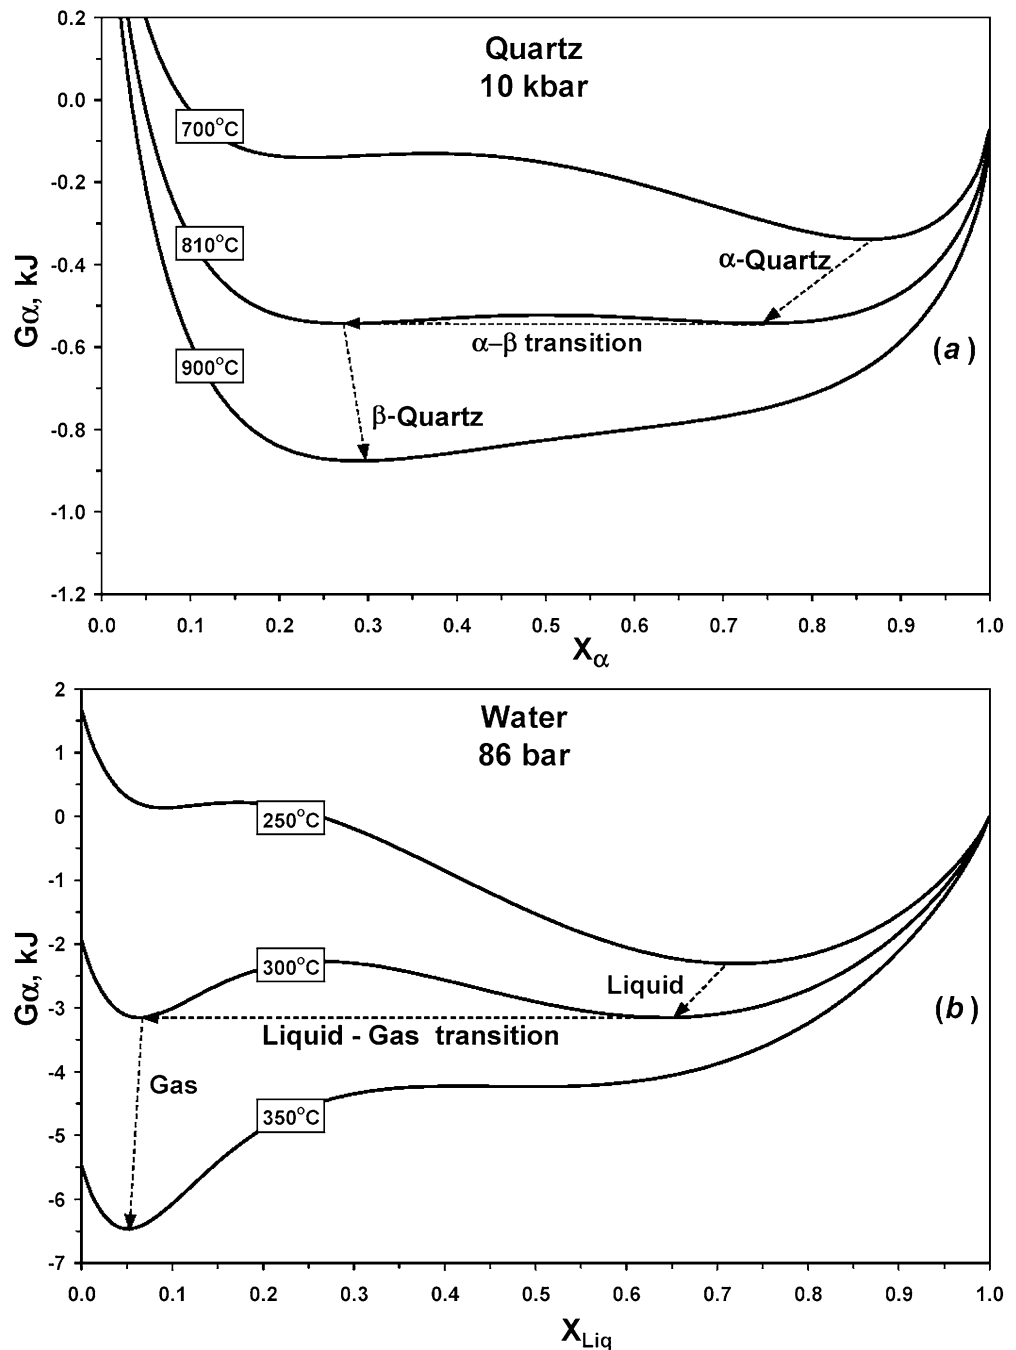 Quartz
10 kbar
0.2
0.0
-0.2
-0.4
-0.6
-0.8
-1.0
-1.2
Gα, kJ
700°C
810°C
900°C
α-Quartz
α–β transition
β-Quartz
(a)
0.0 0.1 0.2 0.3 0.4 0.5 0.6 0.7 0.8 0.9 1.0
Xα
Water
86 bar
2
1
0
-1
-2
-3
-4
-5
-6
-7
Gα, kJ
250°C
300°C
350°C
Liquid
Liquid - Gas transition
Gas
(b)
0.0 0.1 0.2 0.3 0.4 0.5 0.6 0.7 0.8 0.9 1.0
XLiq